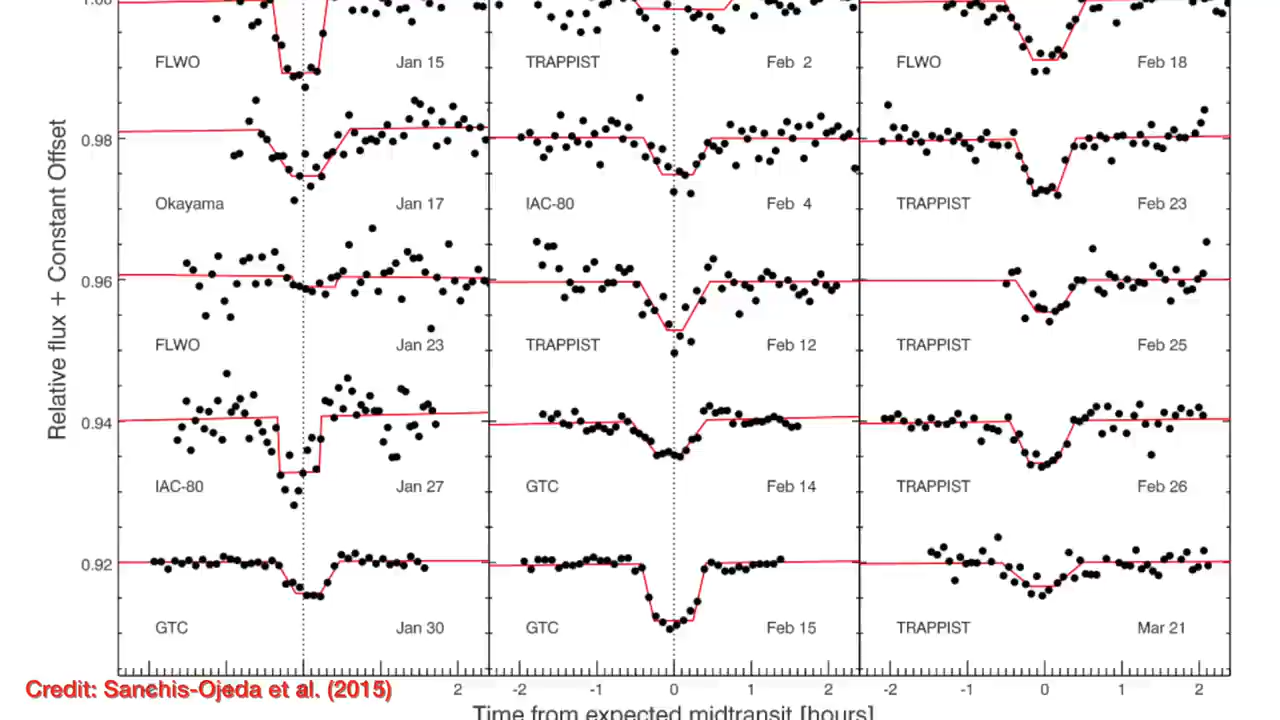 FLWO Jan 15 TRAPPIST Feb 2 FLWO Feb 18
0.98
Okayama Jan 17 IAC-80 Feb 4 TRAPPIST Feb 23
0.96
FLWO Jan 23 TRAPPIST Feb 12 TRAPPIST Feb 25
0.94
IAC-80 Jan 27 GTC Feb 14 TRAPPIST Feb 26
0.92
GTC Jan 30 GTC Feb 15 TRAPPIST Mar 21
Relative flux + Constant Offset
Credit: Sanchis-Ojeda et al. (2015)
2 -2 -1 0 1 2 -2 -1 0 1 2
Time from expected midtransit [hours]